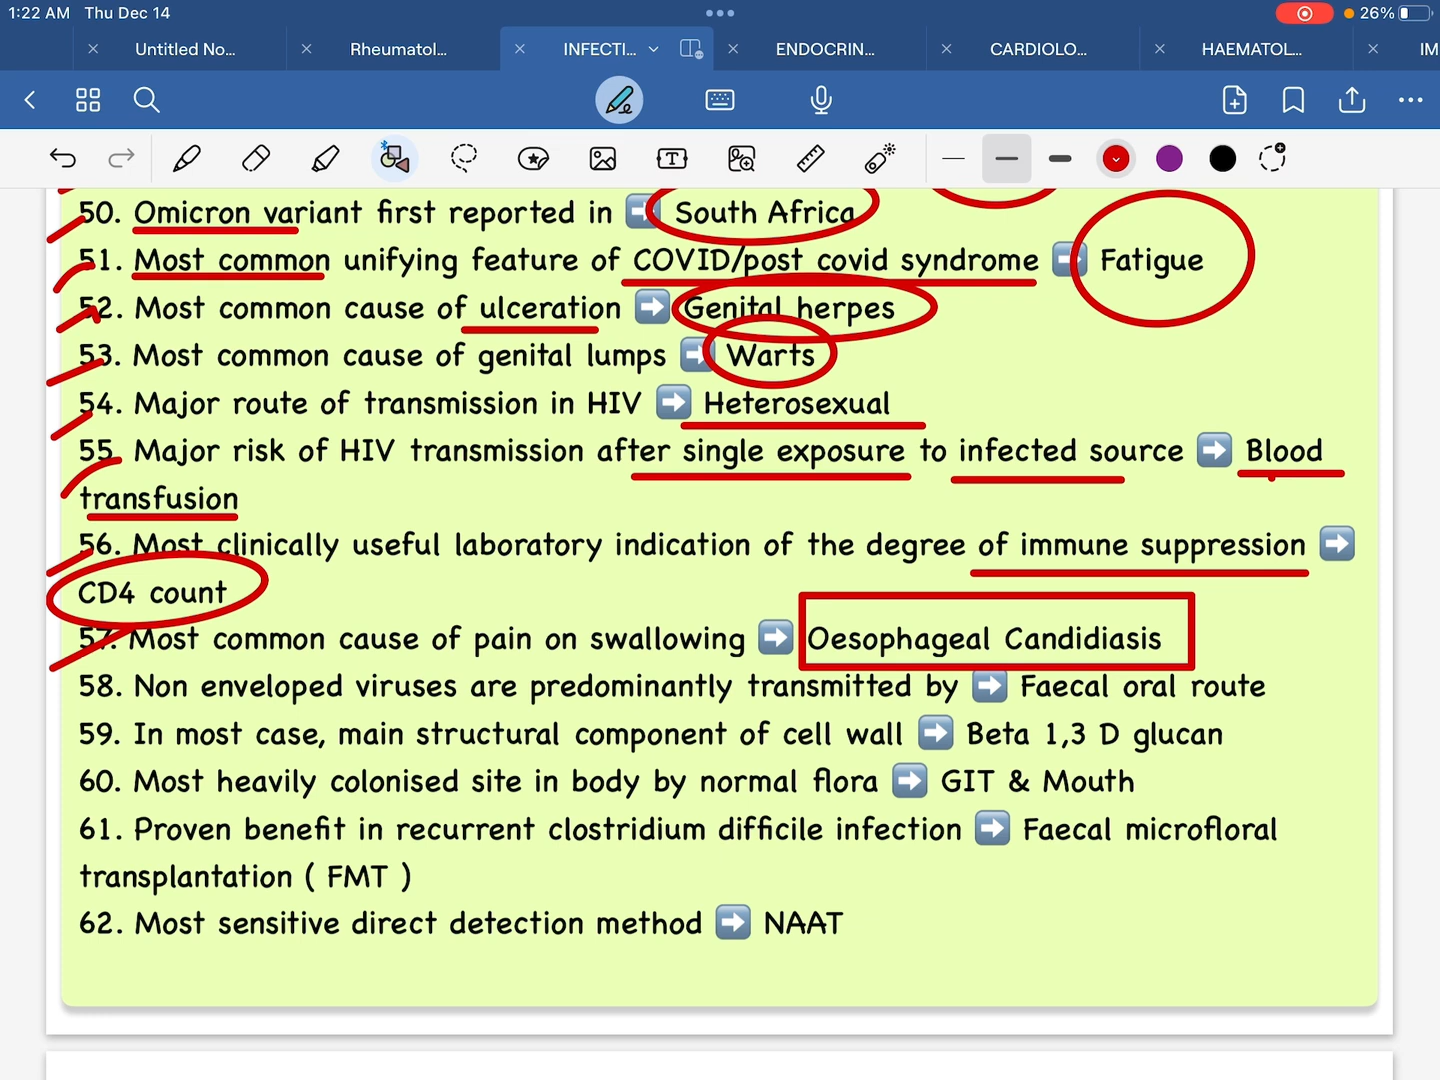 1:22 AM Thu Dec 14
26%
Untitled No...
Rheumatol...
INFECTI...
ENDOCRIN...
CARDIOLO...
HAEMATOL...
IM
50. Omicron variant first reported in ➡️ South Africa
51. Most common unifying feature of COVID/post covid syndrome ➡️ Fatigue
52. Most common cause of ulceration ➡️ Genital herpes
53. Most common cause of genital lumps ➡️ Warts
54. Major route of transmission in HIV ➡️ Heterosexual
55. Major risk of HIV transmission after single exposure to infected source ➡️ Blood
transfusion
56. Most clinically useful laboratory indication of the degree of immune suppression ➡️
CD4 count
57. Most common cause of pain on swallowing ➡️ Oesophageal Candidiasis
58. Non enveloped viruses are predominantly transmitted by ➡️ Faecal oral route
59. In most case, main structural component of cell wall ➡️ Beta 1,3 D glucan
60. Most heavily colonised site in body by normal flora ➡️ GIT & Mouth
61. Proven benefit in recurrent clostridium difficile infection ➡️ Faecal microfloral
transplantation ( FMT )
62. Most sensitive direct detection method ➡️ NAAT